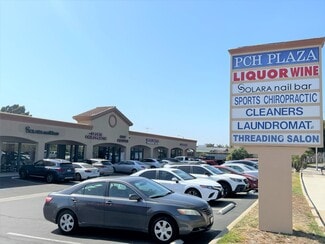 PCH PLAZA
LIQUOR WINE
SOLARA nail bar
SPORTS CHIROPRACTIC
CLEANERS
LAUNDROMAT
THREADING SALON